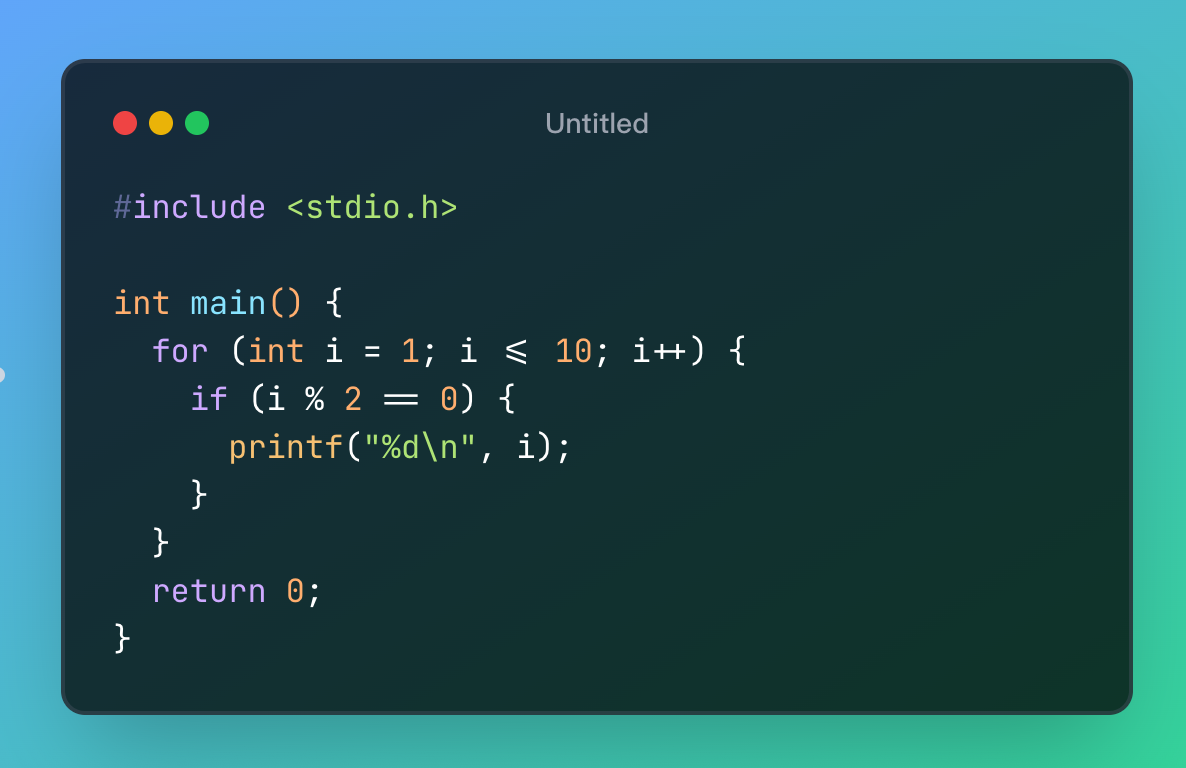 Untitled
#include <stdio.h>

int main() {
  for (int i = 1; i <= 10; i++) {
    if (i % 2 == 0) {
      printf("%d\n", i);
    }
  }
  return 0;
}